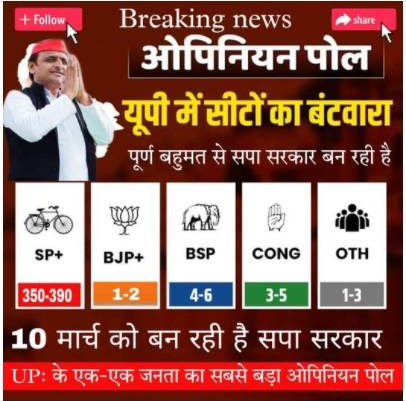 + Follow
Breaking news
share
ओपिनियन पोल
यूपी में सीटों का बंटवारा
पूर्ण बहुमत से सपा सरकार बन रही है
SP+ BJP+ BSP CONG OTH
350-390 1-2 4-6 3-5 1-3
10 मार्च को बन रही है सपा सरकार
UP: के एक-एक जनता का सबसे बड़ा ओपिनियन पोल